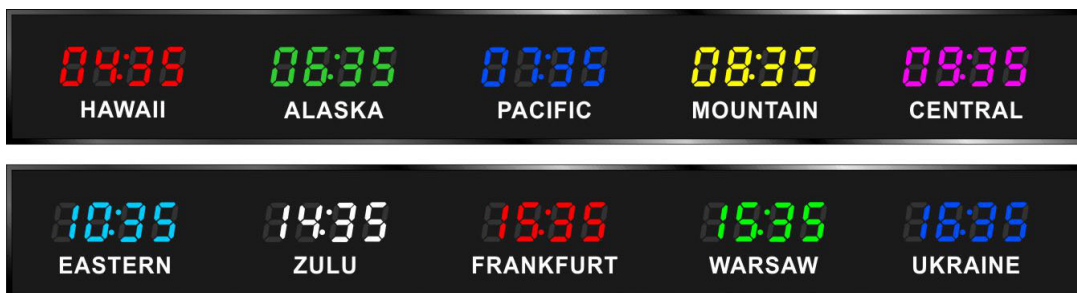 04:35 06:35 07:35 08:35 09:35
HAWAII ALASKA PACIFIC MOUNTAIN CENTRAL
10:35 14:35 15:35 15:35 16:35
EASTERN ZULU FRANKFURT WARSAW UKRAINE